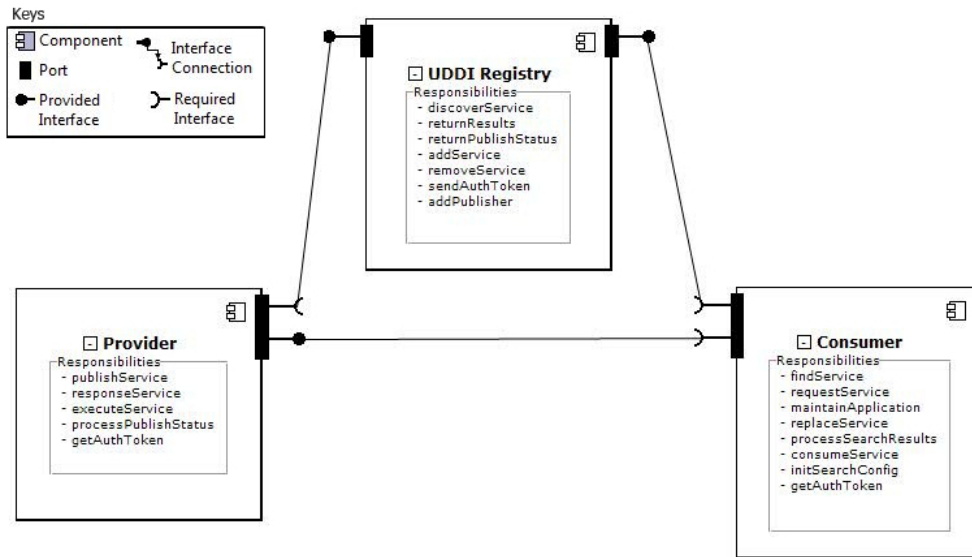 Keys
Component
Interface
Connection
Port
Provided
Interface
Required
Interface
UDDI Registry
Responsibilities
- discoverService
- returnResults
- returnPublishStatus
- addService
- removeService
- sendAuthToken
- addPublisher
Provider
Responsibilities
- publishService
- responseService
- executeService
- processPublishStatus
- getAuthToken
Consumer
Responsibilities
- findService
- requestService
- maintainApplication
- replaceService
- processSearchResults
- consumeService
- initSearchConfig
- getAuthToken